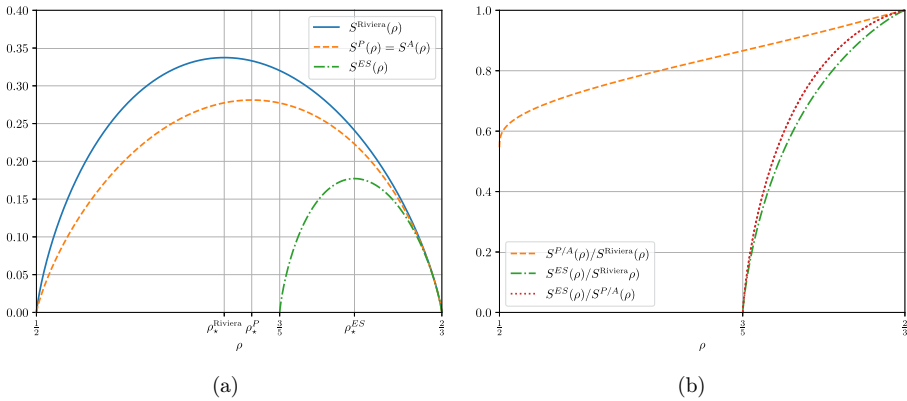 0.40
0.35
0.30
0.25
0.20
0.15
0.10
0.05
0.00
S^Riviera(ρ)
S^P(ρ) = S^A(ρ)
S^ES(ρ)
1/2
ρ⋆^Riviera
ρ⋆^P
3/5
ρ⋆^ES
2/3
ρ
(a)
1.0
0.8
0.6
0.4
0.2
0.0
S^P/A(ρ)/S^Riviera(ρ)
S^ES(ρ)/S^Riviera ρ)
S^ES(ρ)/S^P/A(ρ)
1/2
3/5
2/3
ρ
(b)